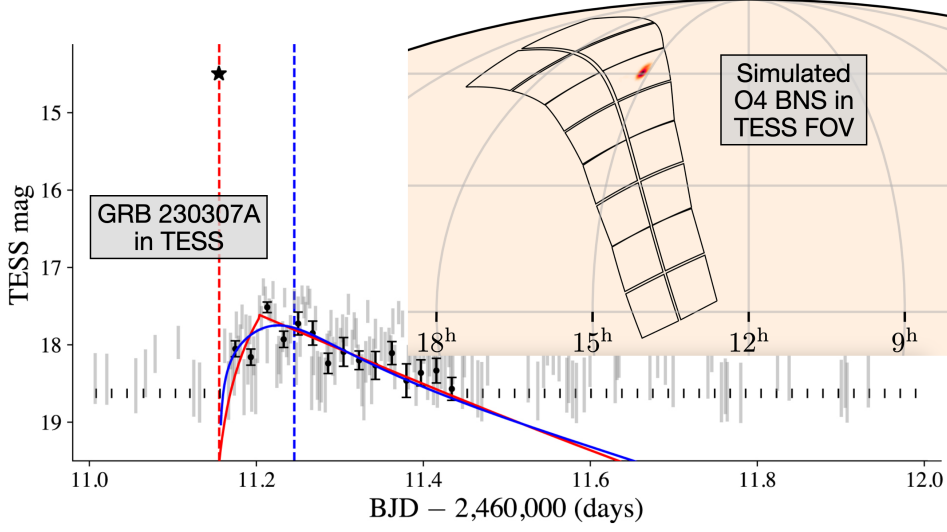 15
16
17
18
19
TESS mag
GRB 230307A
in TESS
Simulated
O4 BNS in
TESS FOV
18h
15h
12h
9h
11.0
11.2
11.4
11.6
11.8
12.0
BJD − 2,460,000 (days)